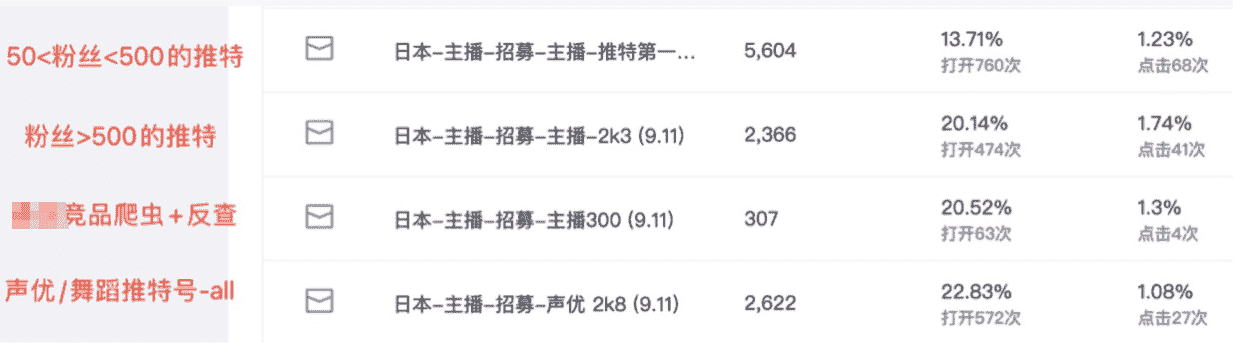 50<粉丝<500的推特
日本-主播-招募-主播-推特第一...
5,604
13.71%
打开760次
1.23%
点击68次
粉丝>500的推特
日本-主播-招募-主播-2k3 (9.11)
2,366
20.14%
打开474次
1.74%
点击41次
竞品爬虫+反查
日本-主播-招募-主播300 (9.11)
307
20.52%
打开63次
1.3%
点击4次
声优/舞蹈推特号-all
日本-主播-招募-声优 2k8 (9.11)
2,622
22.83%
打开572次
1.08%
点击27次